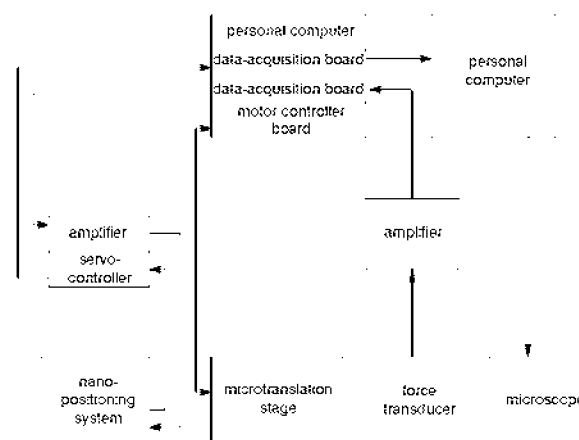 personal computer
data-acquisition board
data-acquisition board
motor controller
board
personal
computer
amplifier
servo-
controller
amplifier
nano-
positioning
system
microtranslation
stage
force
transducer
microscope